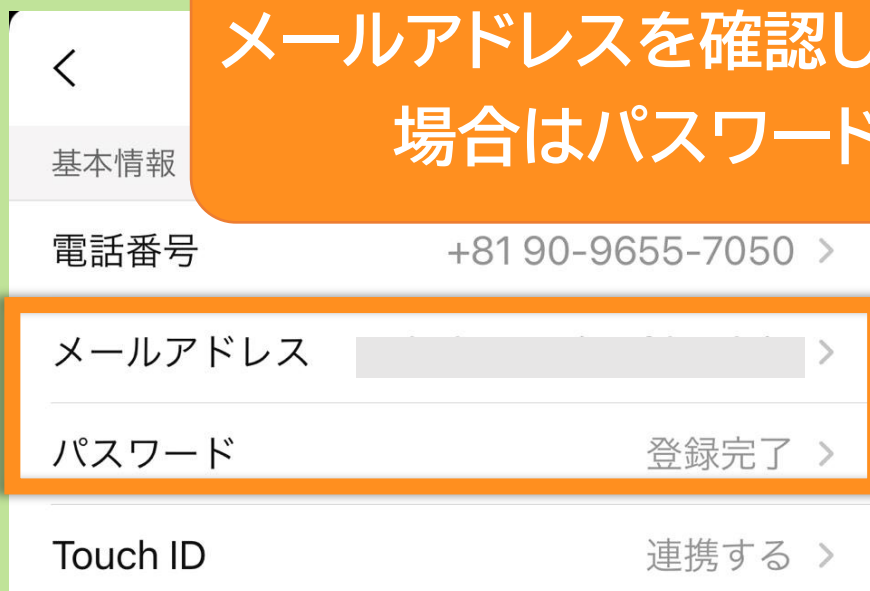 メールアドレスを確認し
場合はパスワード
基本情報
電話番号 +81 90-9655-7050
メールアドレス
パスワード 登録完了
Touch ID 連携する